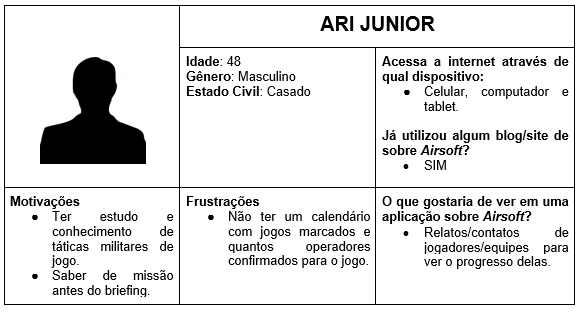 ARI JUNIOR
Idade: 48
Gênero: Masculino
Estado Civil: Casado
Acessa a internet através de
qual dispositivo:
● Celular, computador e
tablet.
Já utilizou algum blog/site de
sobre Airsoft?
● SIM
Motivações
● Ter estudo e
conhecimento de
táticas militares de
jogo.
● Saber de missão
antes do briefing.
Frustrações
● Não ter um calendário
com jogos marcados e
quantos operadores
confirmados para o jogo.
O que gostaria de ver em uma
aplicação sobre Airsoft?
● Relatos/contatos de
jogadores/equipes para
ver o progresso delas.